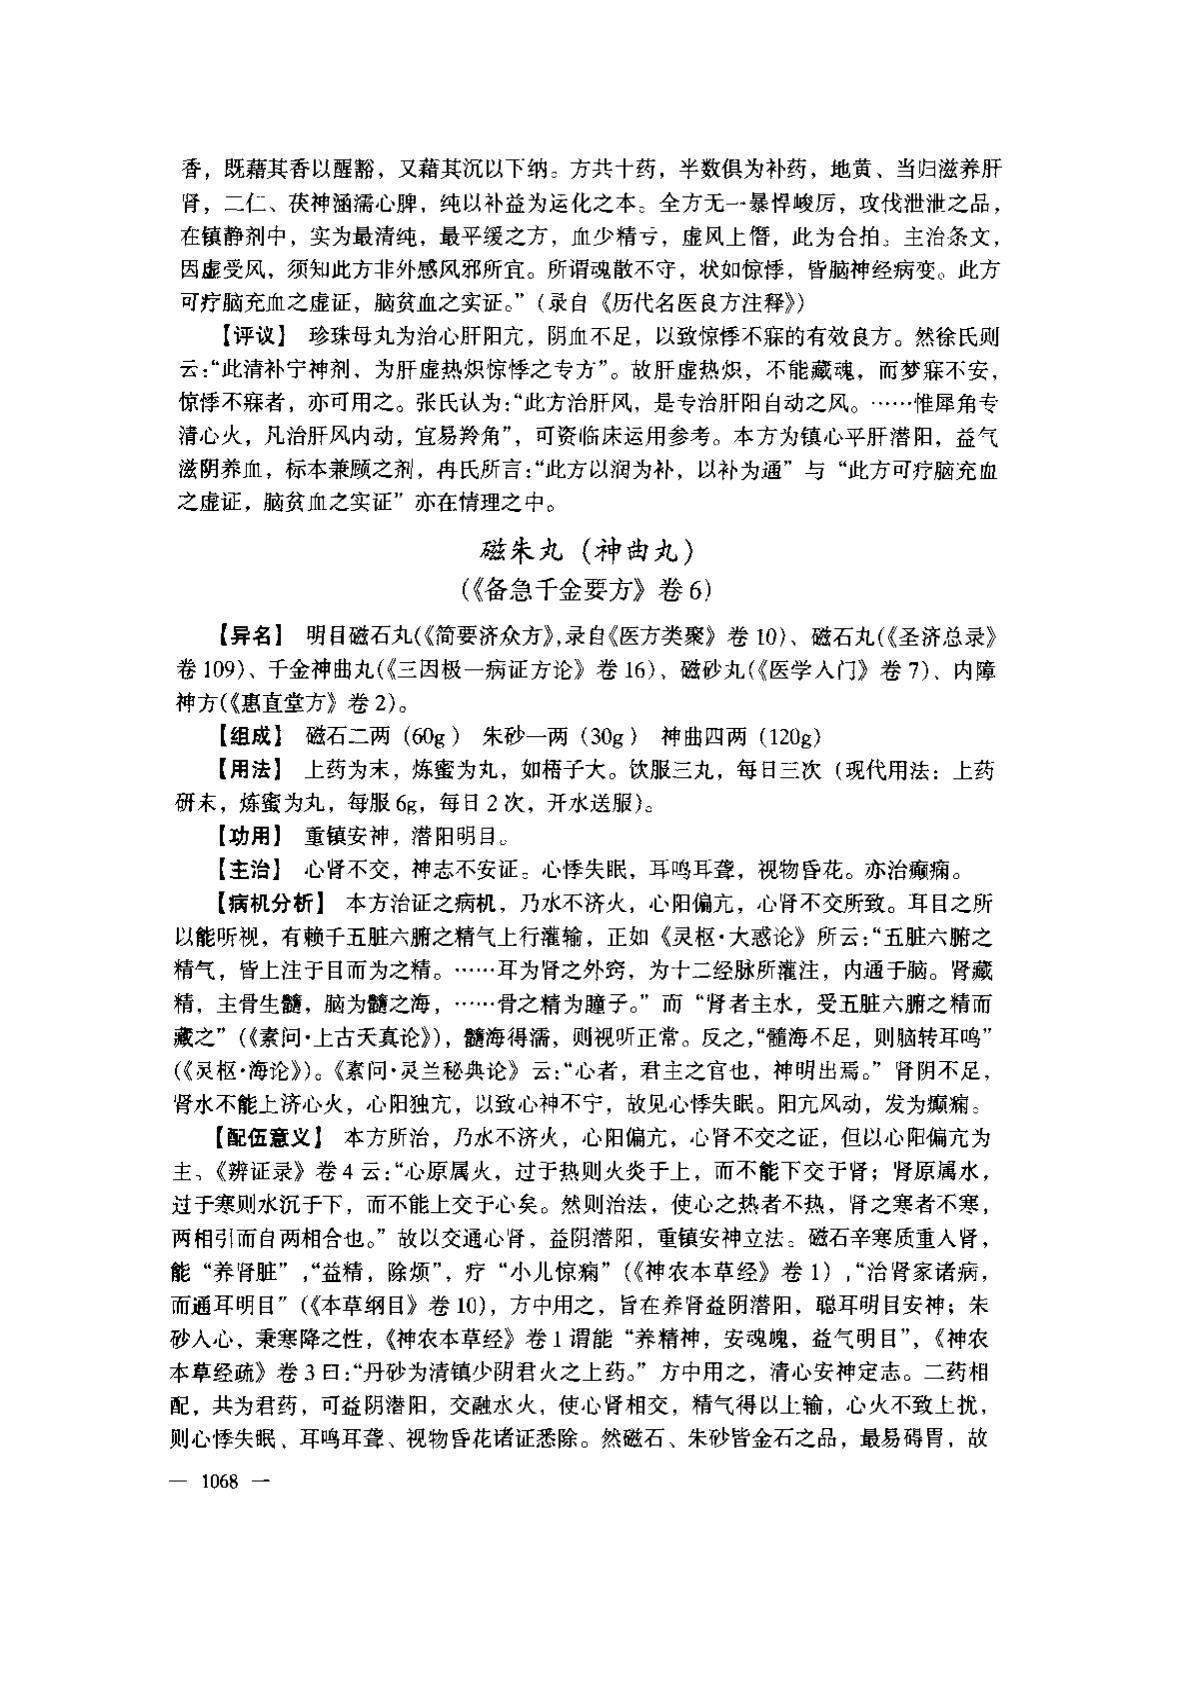 香，既藉其香以醒豁，又藉其沉以下纳。方共十药，半数俱为补药，地黄、当归滋养肝
肾，二仁、茯神涵濡心脾，纯以补益为运化之本。全方无一暴悍峻厉，攻伐泄泄之品，
在镇静剂中，实为最清纯，最平缓之方，血少精亏，虚风上僭，此为合拍。主治条文，
因虚受风，须知此方非外感风邪所宜。所谓魂散不守，状如惊悸，皆脑神经病变。此方
可疗脑充血之虚证，脑贫血之实证。”（录自《历代名医良方注释》）
【评议】 珍珠母丸为治心肝阳亢，阴血不足，以致惊悸不寐的有效良方。然徐氏则
云：“此清补宁神剂，为肝虚热炽惊悸之专方”。故肝虚热炽，不能藏魂，而梦寐不安，
惊悸不寐者，亦可用之。张氏认为：“此方治肝风，是专治肝阳自动之风。……惟犀角专
清心火，凡治肝风内动，宜易羚角”，可资临床运用参考。本方为镇心平肝潜阳，益气
滋阴养血，标本兼顾之剂，冉氏所言：“此方以润为补，以补为通”与“此方可疗脑充血
之虚证，脑贫血之实证”亦在情理之中。
磁朱丸（神曲丸）
（《备急千金要方》卷6）
【异名】 明目磁石丸（《简要济众方》，录自《医方类聚》卷10）、磁石丸（《圣济总录》
卷109）、千金神曲丸（《三因极一病证方论》卷16）、磁砂丸（《医学入门》卷7）、内障
神方（《惠直堂方》卷2）。
【组成】 磁石二两（60g） 朱砂一两（30g） 神曲四两（120g）
【用法】 上药为末，炼蜜为丸，如梧子大。饮服三丸，每日三次（现代用法：上药
研末，炼蜜为丸，每服6g，每日2次，开水送服）。
【功用】 重镇安神，潜阳明目。
【主治】 心肾不交，神志不安证。心悸失眠，耳鸣耳聋，视物昏花。亦治癫痫。
【病机分析】 本方治证之病机，乃水不济火，心阳偏亢，心肾不交所致。耳目之所
以能听视，有赖于五脏六腑之精气上行灌输，正如《灵枢·大惑论》所云：“五脏六腑之
精气，皆上注于目而为之精。……耳为肾之外窍，为十二经脉所灌注，内通于脑。肾藏
精，主骨生髓，脑为髓之海，……骨之精为瞳子。”而“肾者主水，受五脏六腑之精而
藏之”（《素问·上古天真论》），髓海得濡，则视听正常。反之，“髓海不足，则脑转耳鸣”
（《灵枢·海论》）。《素问·灵兰秘典论》云：“心者，君主之官也，神明出焉。”肾阴不足，
肾水不能上济心火，心阳独亢，以致心神不宁，故见心悸失眠。阳亢风动，发为癫痫。
【配伍意义】 本方所治，乃水不济火，心阳偏亢，心肾不交之证，但以心阳偏亢为
主、《辨证录》卷4云：“心原属火，过于热则火炎于上，而不能下交于肾；肾原属水，
过于寒则水沉于下，而不能上交于心矣。然则治法，使心之热者不热，肾之寒者不寒，
两相引而自两相合也。”故以交通心肾，益阴潜阳，重镇安神立法。磁石辛寒质重入肾，
能“养肾脏”，“益精，除烦”，疗“小儿惊痫”（《神农本草经》卷1），“治肾家诸病，
而通耳明目”（《本草纲目》卷10），方中用之，旨在养肾益阴潜阳，聪耳明目安神；朱
砂入心，秉寒降之性，《神农本草经》卷1谓能“养精神，安魂魄，益气明目”，《神农
本草经疏》卷3曰：“丹砂为清镇少阴君火之上药。”方中用之，清心安神定志。二药相
配，共为君药，可益阴潜阳，交融水火，使心肾相交，精气得以上输，心火不致上扰，
则心悸失眠、耳鸣耳聋、视物昏花诸证悉除。然磁石、朱砂皆金石之品，最易碍胃，故
— 1068 —